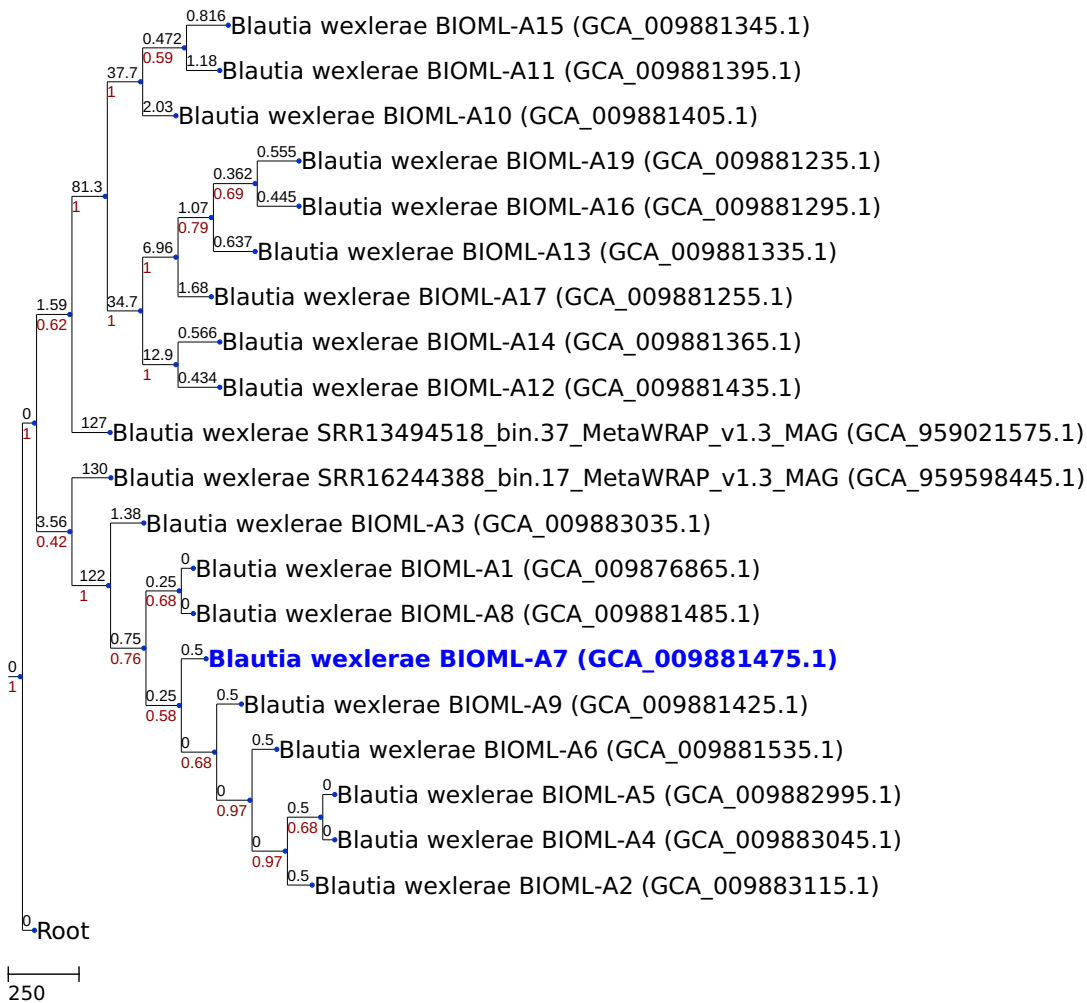 0.816
Blautia wexlerae BIOML-A15 (GCA_009881345.1)
0.472
0.59
1.18
Blautia wexlerae BIOML-A11 (GCA_009881395.1)
37.7
1
2.03
Blautia wexlerae BIOML-A10 (GCA_009881405.1)
0.555
Blautia wexlerae BIOML-A19 (GCA_009881235.1)
0.362
0.69
81.3
1
0.445
Blautia wexlerae BIOML-A16 (GCA_009881295.1)
1.07
0.79
0.637
Blautia wexlerae BIOML-A13 (GCA_009881335.1)
6.96
1
1.68
Blautia wexlerae BIOML-A17 (GCA_009881255.1)
34.7
1
1.59
0.62
0.566
Blautia wexlerae BIOML-A14 (GCA_009881365.1)
12.9
1
0.434
Blautia wexlerae BIOML-A12 (GCA_009881435.1)
0
1
127
Blautia wexlerae SRR13494518_bin.37_MetaWRAP_v1.3_MAG (GCA_959021575.1)
130
Blautia wexlerae SRR16244388_bin.17_MetaWRAP_v1.3_MAG (GCA_959598445.1)
3.56
0.42
1.38
Blautia wexlerae BIOML-A3 (GCA_009883035.1)
0
Blautia wexlerae BIOML-A1 (GCA_009876865.1)
122
1
0.25
0.68
0
Blautia wexlerae BIOML-A8 (GCA_009881485.1)
0.75
0.76
0.5
Blautia wexlerae BIOML-A7 (GCA_009881475.1)
0
1
0.25
0.58
0.5
Blautia wexlerae BIOML-A9 (GCA_009881425.1)
0
0.68
0.5
Blautia wexlerae BIOML-A6 (GCA_009881535.1)
0
0.97
0
Blautia wexlerae BIOML-A5 (GCA_009882995.1)
0.5
0.68
0
Blautia wexlerae BIOML-A4 (GCA_009883045.1)
0
0.97
0.5
Blautia wexlerae BIOML-A2 (GCA_009883115.1)
0
Root
250